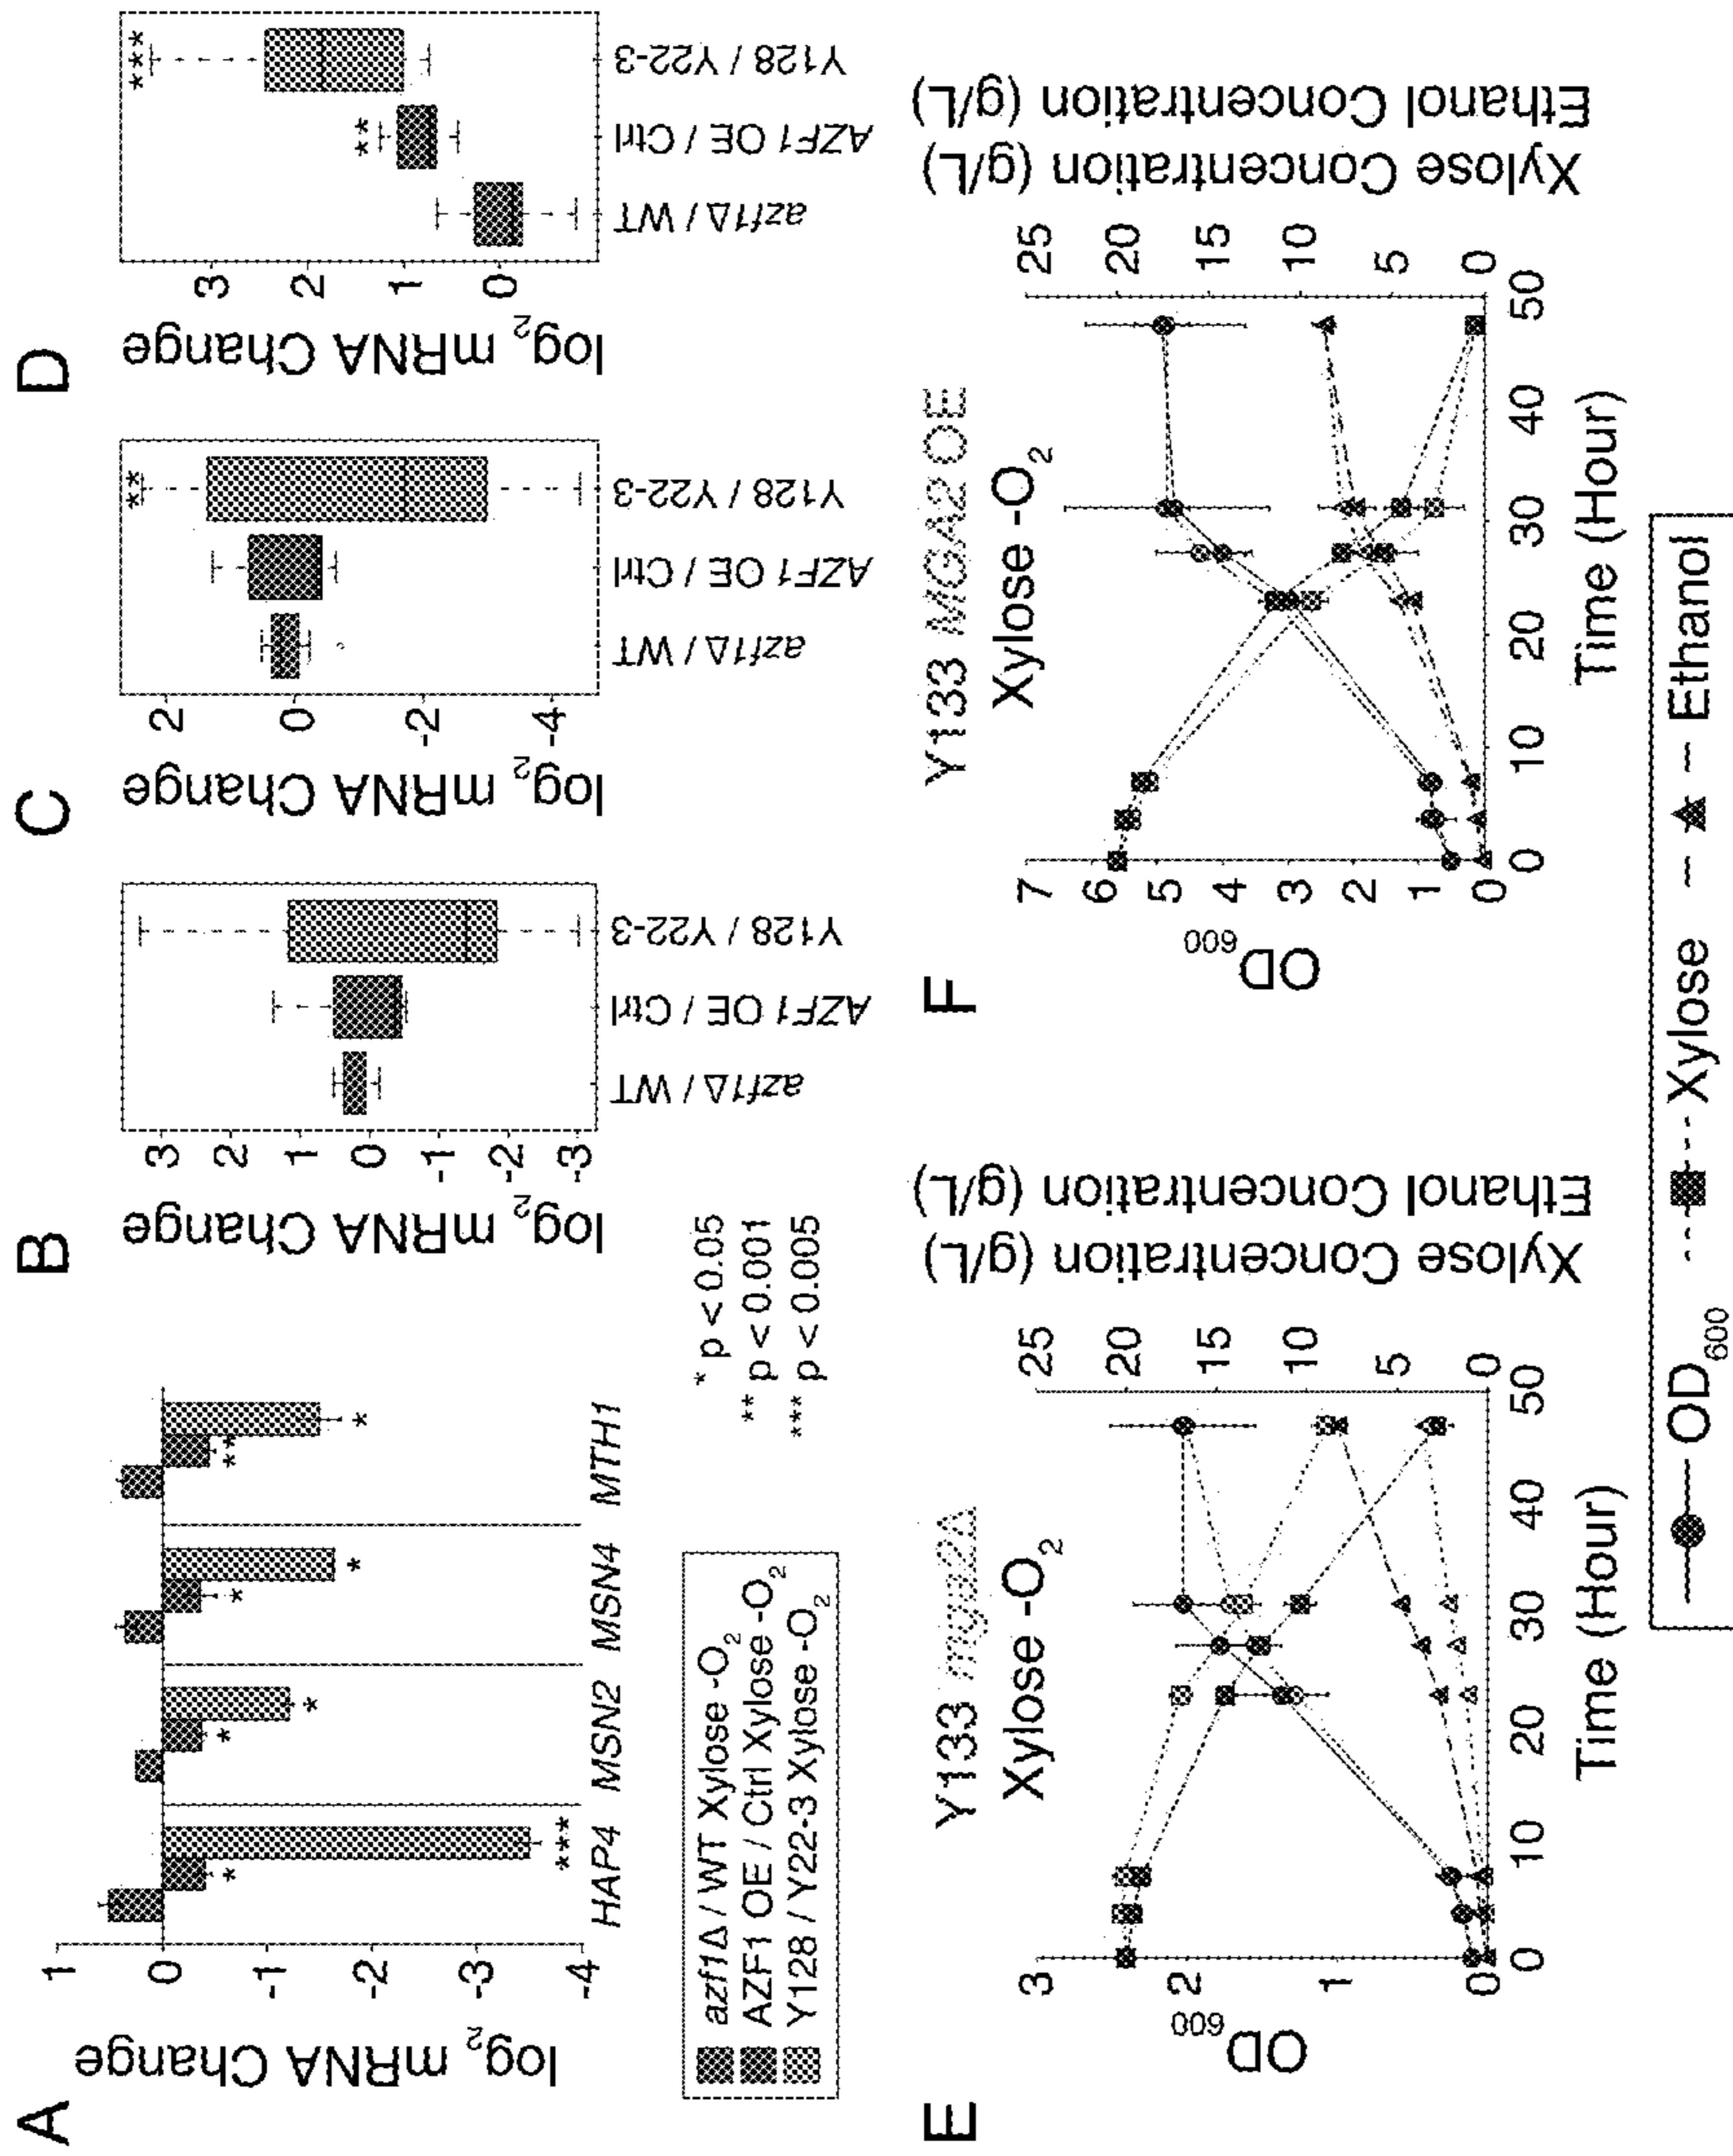 A
log2 mRNA Change
1
0
-1
-2
-3
-4
HAP4 MSN2 MSN4 MTH1
*
***
*
*
*
*
**
*
azf1Δ / WT Xylose -O2
AZF1 OE / Ctrl Xylose -O2
Y128 / Y22-3 Xylose -O2
* p < 0.05
** p < 0.001
*** p < 0.005
B
log2 mRNA Change
3
2
1
0
-1
-2
-3
azf1Δ / WT
AZF1 OE / Ctrl
Y128 / Y22-3
C
log2 mRNA Change
2
0
-2
-4
**
azf1Δ / WT
AZF1 OE / Ctrl
Y128 / Y22-3
D
log2 mRNA Change
3
2
1
0
**
***
azf1Δ / WT
AZF1 OE / Ctrl
Y128 / Y22-3
E
Y133 mga2Δ
Xylose -O2
OD600
3
2
1
0
0 10 20 30 40 50
Time (Hour)
25
20
15
10
5
0
Xylose Concentration (g/L)
Ethanol Concentration (g/L)
F
Y133 MGA2 OE
Xylose -O2
OD600
7
6
5
4
3
2
1
0
0 10 20 30 40 50
Time (Hour)
25
20
15
10
5
0
Xylose Concentration (g/L)
Ethanol Concentration (g/L)
OD600 Xylose Ethanol